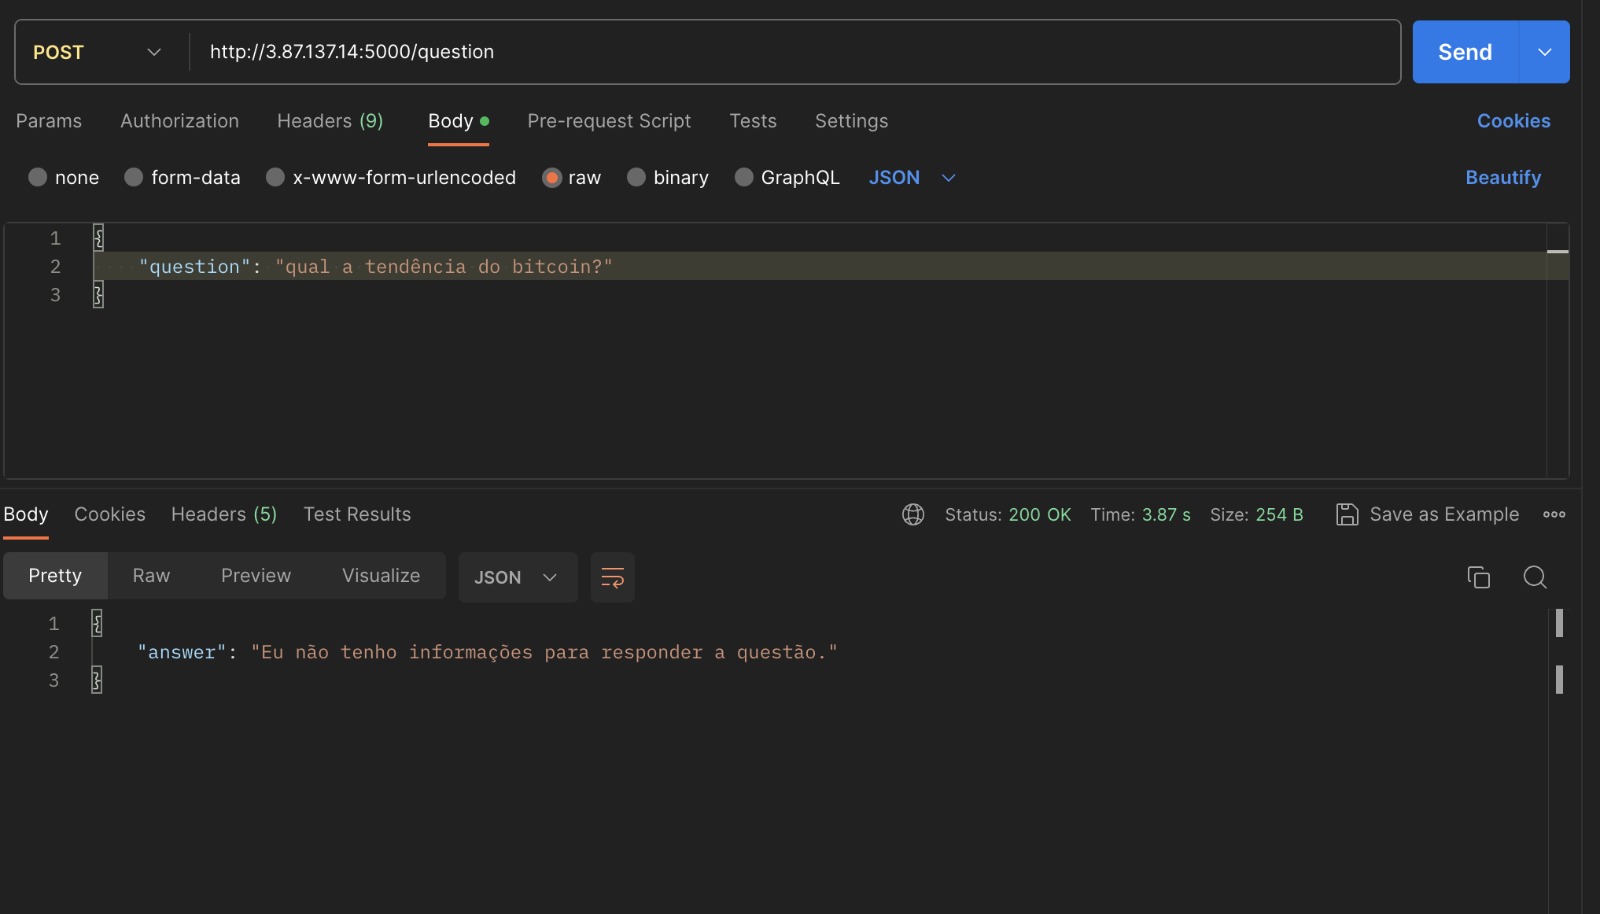 POST http://3.87.137.14:5000/question Send
Params Authorization Headers (9) Body Pre-request Script Tests Settings Cookies
none form-data x-www-form-urlencoded raw binary GraphQL JSON Beautify
1 {
2 "question": "qual a tendência do bitcoin?"
3 }
Body Cookies Headers (5) Test Results Status: 200 OK Time: 3.87 s Size: 254 B Save as Example
Pretty Raw Preview Visualize JSON
1 {
2 "answer": "Eu não tenho informações para responder a questão."
3 }